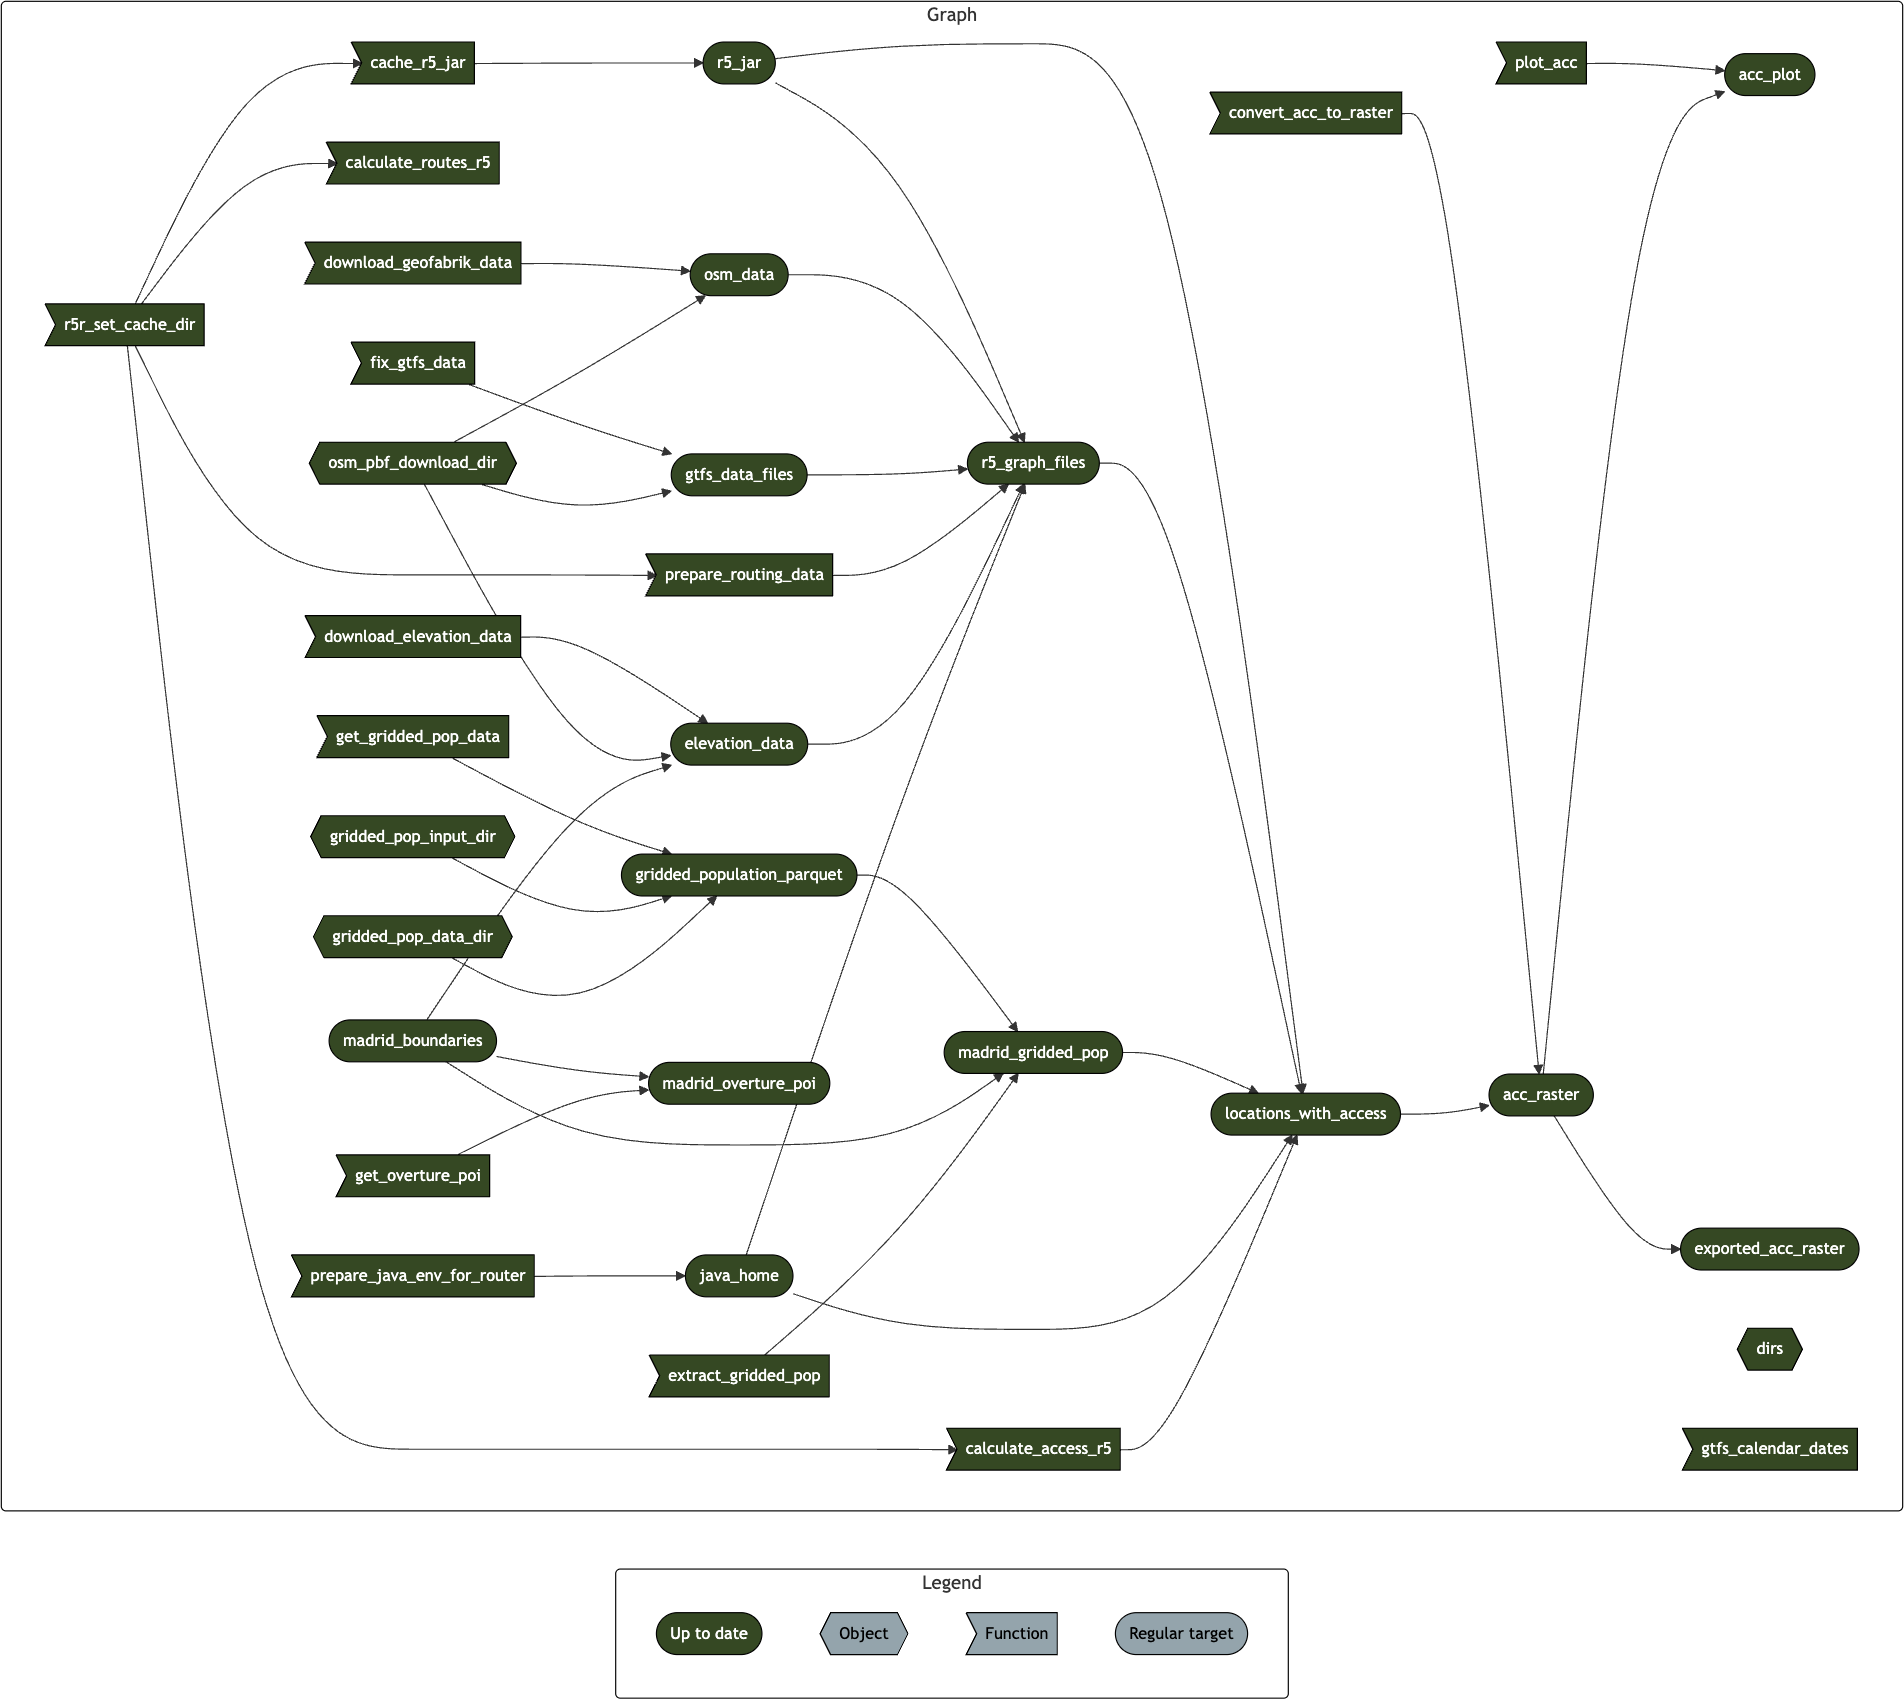 Graph
cache_r5_jar
r5_jar
plot_acc
acc_plot
convert_acc_to_raster
calculate_routes_r5
download_geofabrik_data
osm_data
r5r_set_cache_dir
fix_gtfs_data
osm_pbf_download_dir
gtfs_data_files
r5_graph_files
prepare_routing_data
download_elevation_data
get_gridded_pop_data
elevation_data
gridded_pop_input_dir
gridded_population_parquet
gridded_pop_data_dir
madrid_boundaries
madrid_gridded_pop
madrid_overture_poi
acc_raster
locations_with_access
get_overture_poi
exported_acc_raster
prepare_java_env_for_router
java_home
dirs
extract_gridded_pop
calculate_access_r5
gtfs_calendar_dates
Legend
Up to date
Object
Function
Regular target